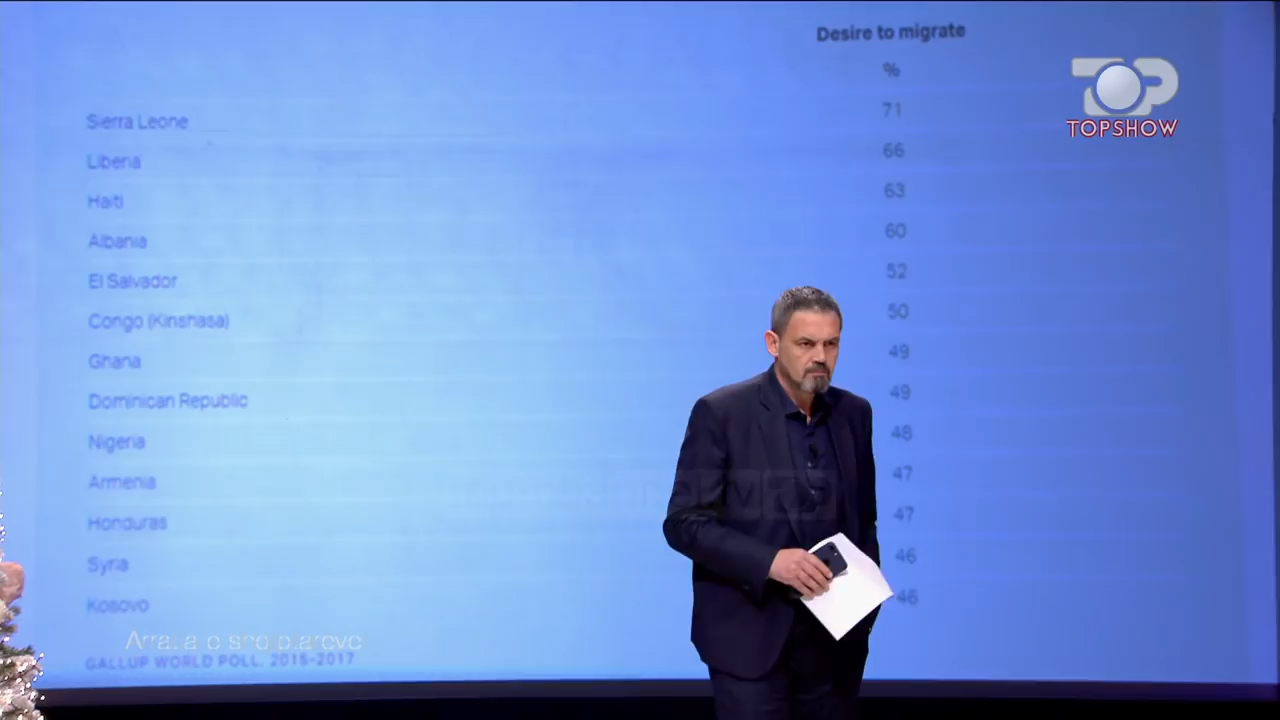 Desire to migrate
%
Sierra Leone 71
Liberia 66
Haiti 63
Albania 60
El Salvador 52
Congo (Kinshasa) 50
Ghana 49
Dominican Republic 49
Nigeria 48
Armenia 47
Honduras 47
Syria 46
Kosovo 46
GALLUP WORLD POLL, 2015-2017
TOP
TOPSHOW